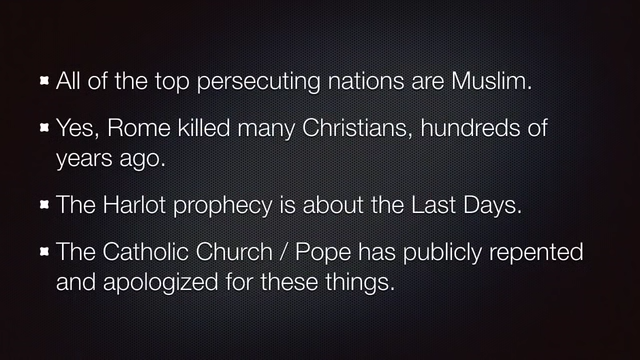 All of the top persecuting nations are Muslim.
Yes, Rome killed many Christians, hundreds of
years ago.
The Harlot prophecy is about the Last Days.
The Catholic Church / Pope has publicly repented
and apologized for these things.